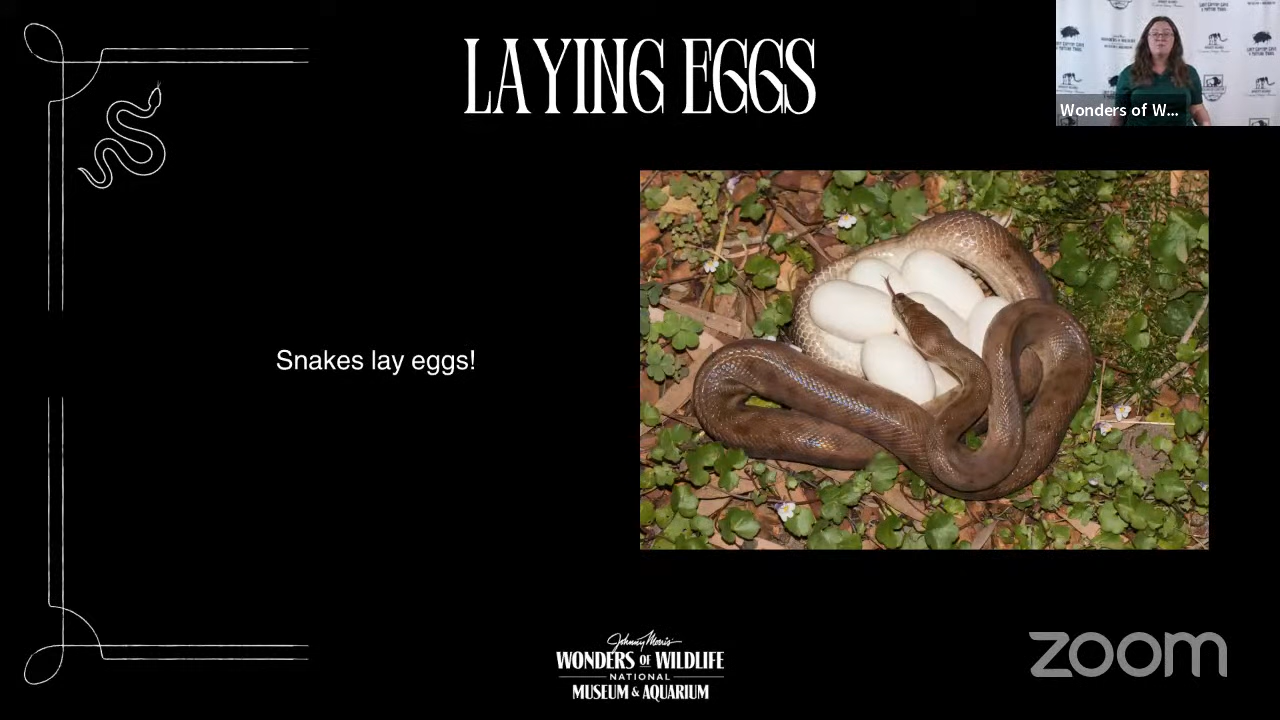 LAYING EGGS
Wonders of W...
Snakes lay eggs!
Johnny Morris
WONDERS OF WILDLIFE
NATIONAL
MUSEUM & AQUARIUM
zoom